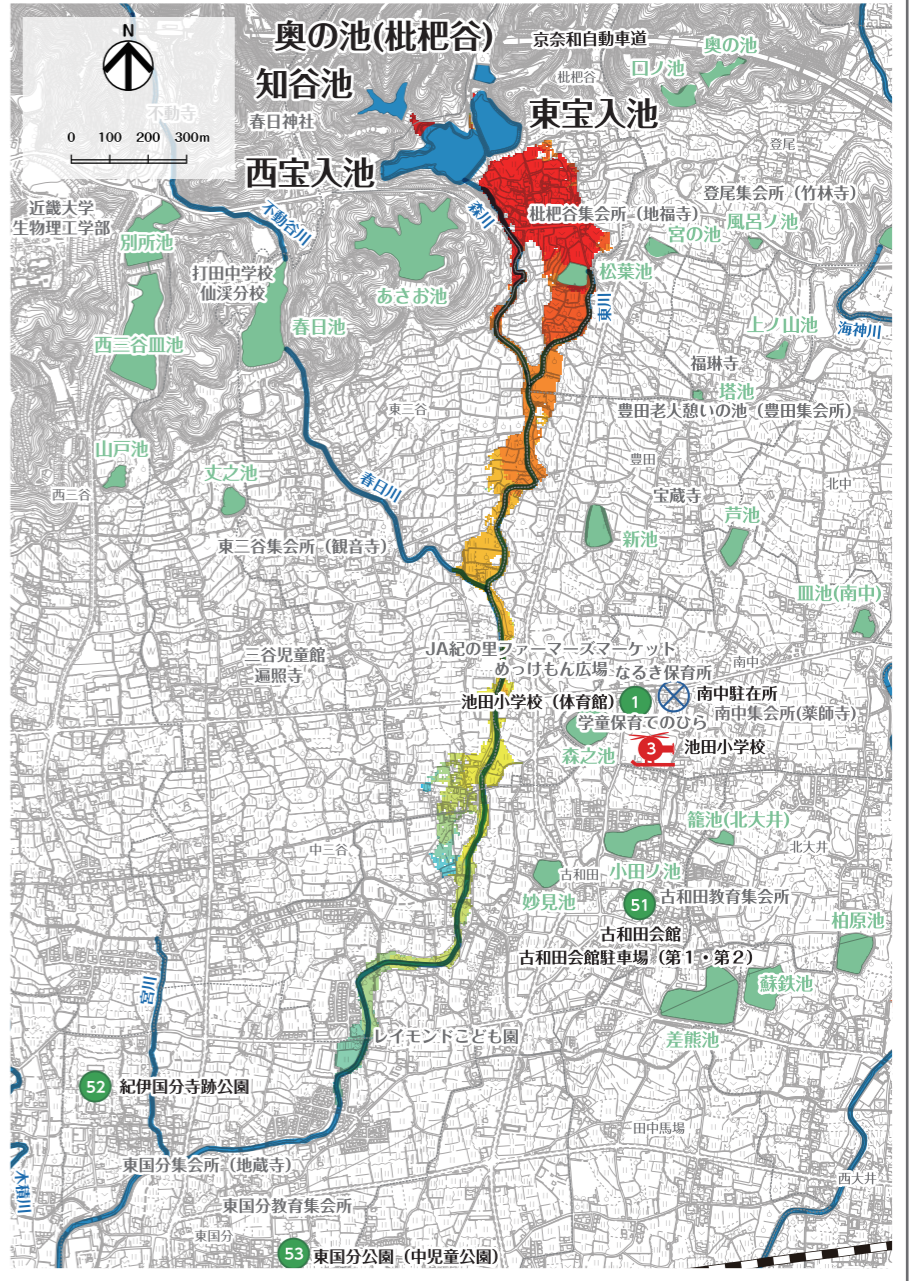 N
0 100 200 300m
奥の池(枇杷谷)
知谷池
春日神社
西宝入池
東宝入池
京奈和自動車道
奥の池
口ノ池
枇杷谷
不動寺
登尾
登尾集会所(竹林寺)
近畿大学
生物理工学部
別所池
不動谷川
森川
枇杷谷集会所(地福寺)
宮の池
風呂ノ池
打田中学校
仙渓分校
あさお池
松葉池
東川
海神川
西三谷皿池
春日池
上ノ山池
福琳寺
塔池
東三谷
豊田老人憩いの池(豊田集会所)
山戸池
丈之池
西三谷
春日川
豊田
北中
宝蔵寺
新池
芦池
東三谷集会所(観音寺)
皿池(南中)
三谷児童館
遍照寺
JA紀の里ファーマーズマーケット
めっけもん広場
なるき保育所
南中
池田小学校(体育館)
1
南中駐在所
南中集会所(薬師寺)
学童保育てのひら
森之池
3
池田小学校
籠池(北大井)
中三谷
北大井
古和田
小田ノ池
妙見池
51
古和田教育集会所
古和田会館
古和田会館駐車場(第1・第2)
柏原池
蘇鉄池
差熊池
宮川
レイモンドこども園
52
紀伊国分寺跡公園
田中馬場
東国分集会所(地蔵寺)
西大井
木積川
東国分教育集会所
東国分
53
東国分公園(中児童公園)